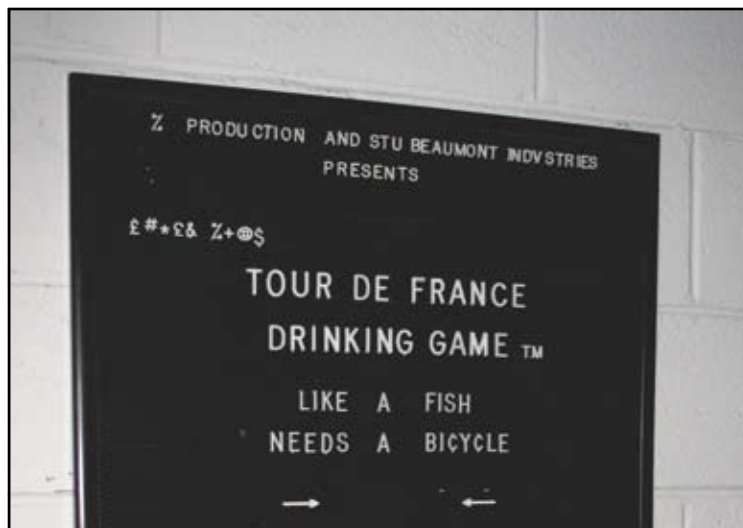 % PRODUCTION AND STU BEAUMONT INDVSTRIES
PRESENTS
£#*£& %+⊕$
TOUR DE FRANCE
DRINKING GAME TM
LIKE A FISH
NEEDS A BICYCLE
→ ←